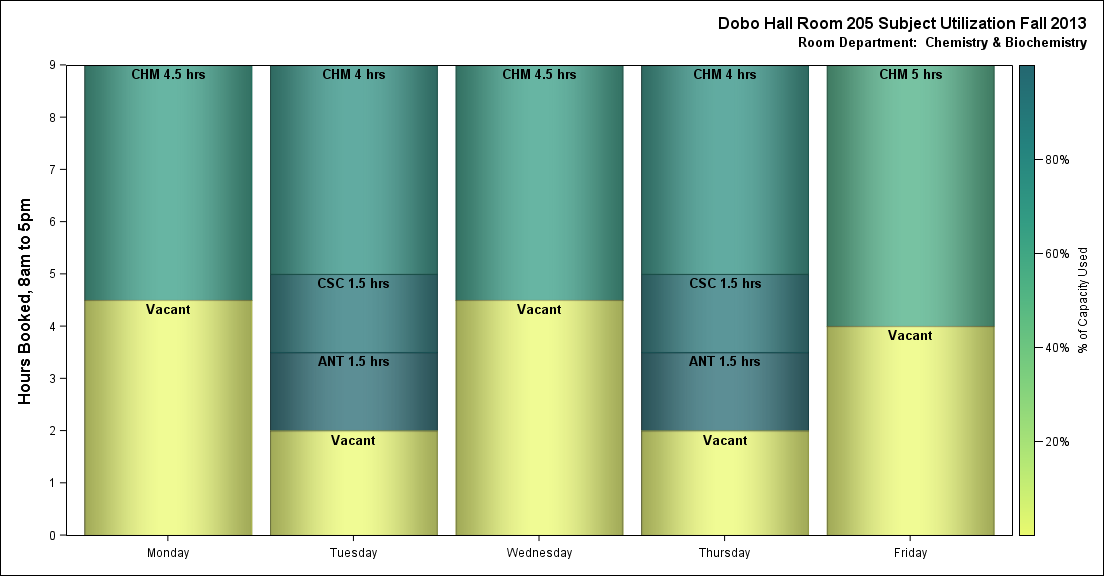 Dobo Hall Room 205 Subject Utilization Fall 2013
Room Department:  Chemistry & Biochemistry
Hours Booked, 8am to 5pm
9
8
7
6
5
4
3
2
1
0
CHM 4.5 hrs
Vacant
CHM 4 hrs
CSC 1.5 hrs
ANT 1.5 hrs
Vacant
CHM 4.5 hrs
Vacant
CHM 4 hrs
CSC 1.5 hrs
ANT 1.5 hrs
Vacant
CHM 5 hrs
Vacant
Monday
Tuesday
Wednesday
Thursday
Friday
80%
60%
40%
20%
% of Capacity Used